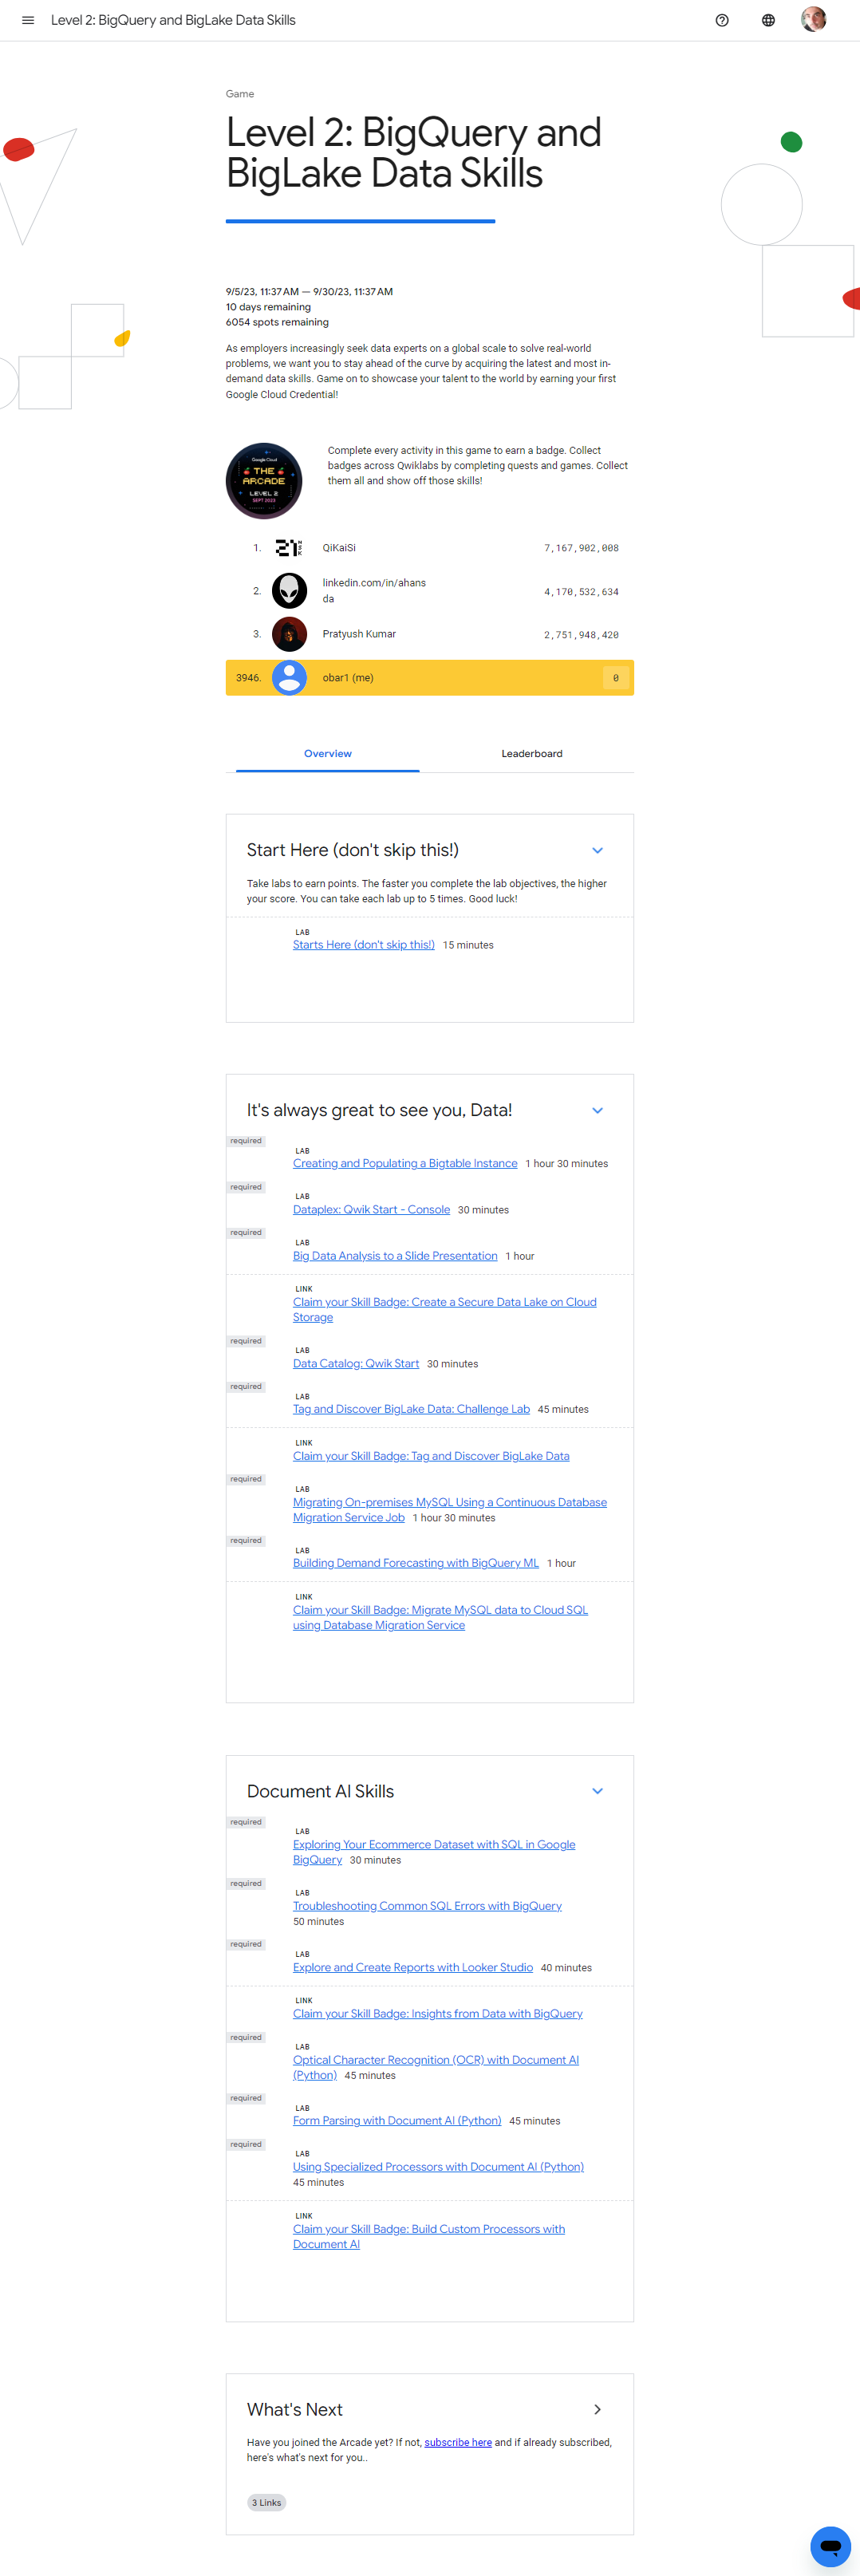 Level 2: BigQuery and BigLake Data Skills
Game
Level 2: BigQuery and
BigLake Data Skills
9/5/23, 11:37 AM — 9/30/23, 11:37 AM
10 days remaining
6054 spots remaining
As employers increasingly seek data experts on a global scale to solve real-world
problems, we want you to stay ahead of the curve by acquiring the latest and most in-
demand data skills. Game on to showcase your talent to the world by earning your first
Google Cloud Credential!
Google Cloud
THE
ARCADE
LEVEL 2
SEPT 2023
Complete every activity in this game to earn a badge. Collect
badges across Qwiklabs by completing quests and games. Collect
them all and show off those skills!
1. QiKaiSi 7,167,902,008
2. linkedin.com/in/ahans
da 4,170,532,634
3. Pratyush Kumar 2,751,948,420
3946. obar1 (me) 0
Overview Leaderboard
Start Here (don't skip this!)
Take labs to earn points. The faster you complete the lab objectives, the higher
your score. You can take each lab up to 5 times. Good luck!
LAB
Starts Here (don't skip this!) 15 minutes
It's always great to see you, Data!
required
LAB
Creating and Populating a Bigtable Instance 1 hour 30 minutes
required
LAB
Dataplex: Qwik Start - Console 30 minutes
required
LAB
Big Data Analysis to a Slide Presentation 1 hour
LINK
Claim your Skill Badge: Create a Secure Data Lake on Cloud
Storage
required
LAB
Data Catalog: Qwik Start 30 minutes
required
LAB
Tag and Discover BigLake Data: Challenge Lab 45 minutes
LINK
Claim your Skill Badge: Tag and Discover BigLake Data
required
LAB
Migrating On-premises MySQL Using a Continuous Database
Migration Service Job 1 hour 30 minutes
required
LAB
Building Demand Forecasting with BigQuery ML 1 hour
LINK
Claim your Skill Badge: Migrate MySQL data to Cloud SQL
using Database Migration Service
Document AI Skills
required
LAB
Exploring Your Ecommerce Dataset with SQL in Google
BigQuery 30 minutes
required
LAB
Troubleshooting Common SQL Errors with BigQuery
50 minutes
required
LAB
Explore and Create Reports with Looker Studio 40 minutes
LINK
Claim your Skill Badge: Insights from Data with BigQuery
required
LAB
Optical Character Recognition (OCR) with Document AI
(Python) 45 minutes
required
LAB
Form Parsing with Document AI (Python) 45 minutes
required
LAB
Using Specialized Processors with Document AI (Python)
45 minutes
LINK
Claim your Skill Badge: Build Custom Processors with
Document AI
What's Next
Have you joined the Arcade yet? If not, subscribe here and if already subscribed,
here's what's next for you..
3 Links